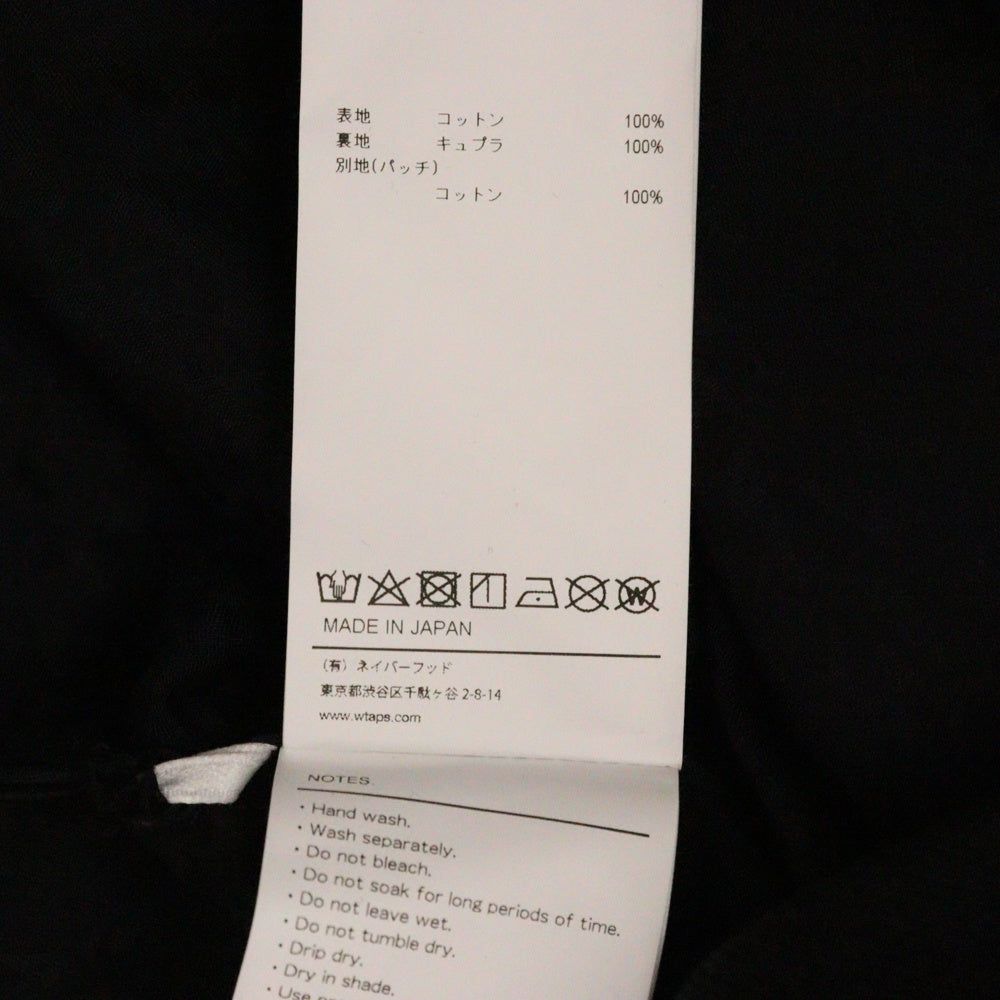 表地 コットン 100%
裏地 キュプラ 100%
別地(パッチ)
コットン 100%
W
MADE IN JAPAN
(有) ネイバーフッド
東京都渋谷区千駄ヶ谷 2-8-14
www.wtaps.com
NOTES
・Hand wash.
・Wash separately.
・Do not bleach.
・Do not soak for long periods of time.
・Do not leave wet.
・Do not tumble dry.
・Drip dry.
・Dry in shade.
・Use